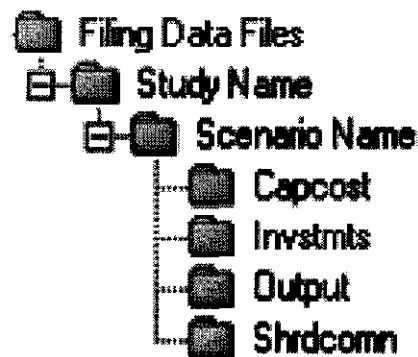 Filing Data Files
Study Name
Scenario Name
Capcost
Invstmts
Output
Shrdcomn